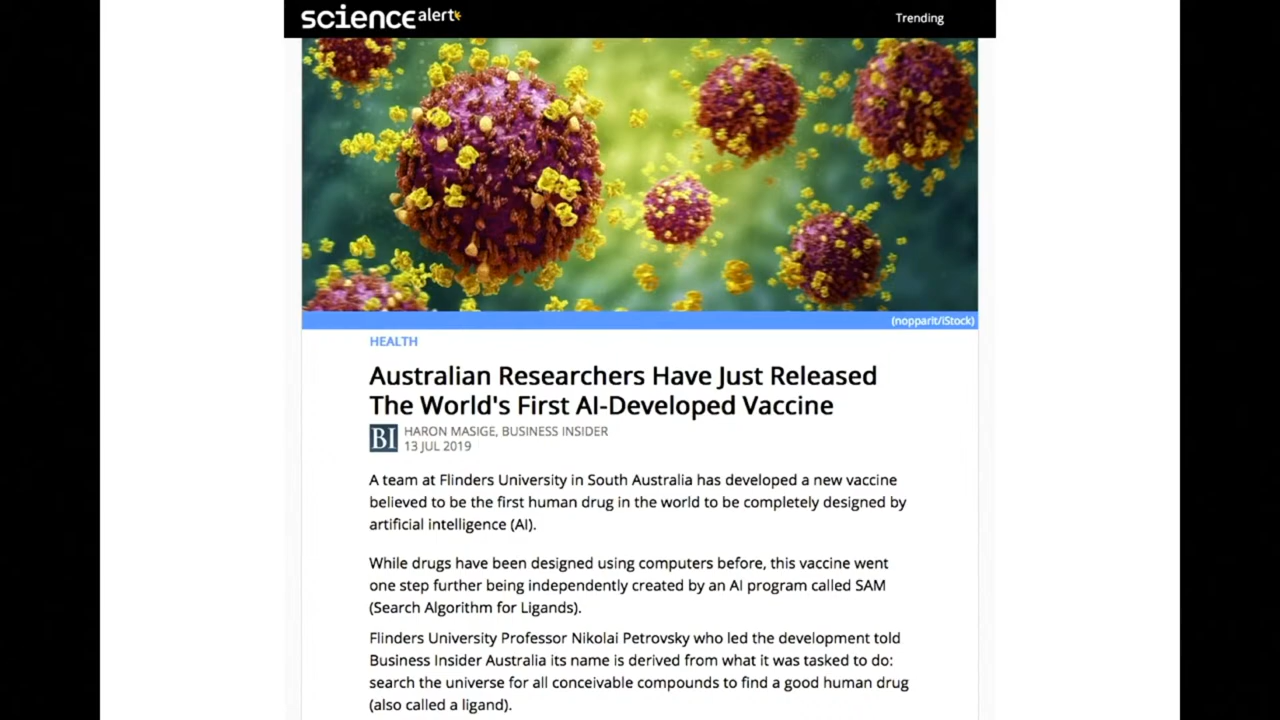 science alert
Trending
(nopparit/iStock)
HEALTH
Australian Researchers Have Just Released
The World's First AI-Developed Vaccine
BI
HARON MASIGE, BUSINESS INSIDER
13 JUL 2019
A team at Flinders University in South Australia has developed a new vaccine
believed to be the first human drug in the world to be completely designed by
artificial intelligence (AI).
While drugs have been designed using computers before, this vaccine went
one step further being independently created by an AI program called SAM
(Search Algorithm for Ligands).
Flinders University Professor Nikolai Petrovsky who led the development told
Business Insider Australia its name is derived from what it was tasked to do:
search the universe for all conceivable compounds to find a good human drug
(also called a ligand).